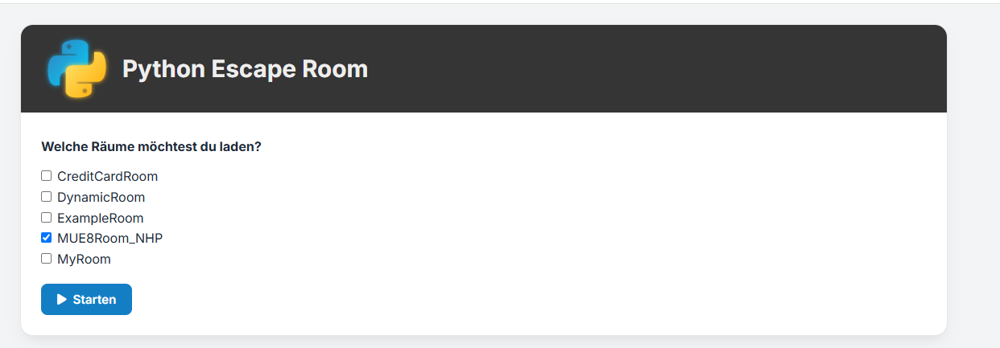 Python Escape Room
Welche Räume möchtest du laden?
CreditCardRoom
DynamicRoom
ExampleRoom
MUE8Room_NHP
MyRoom
Starten